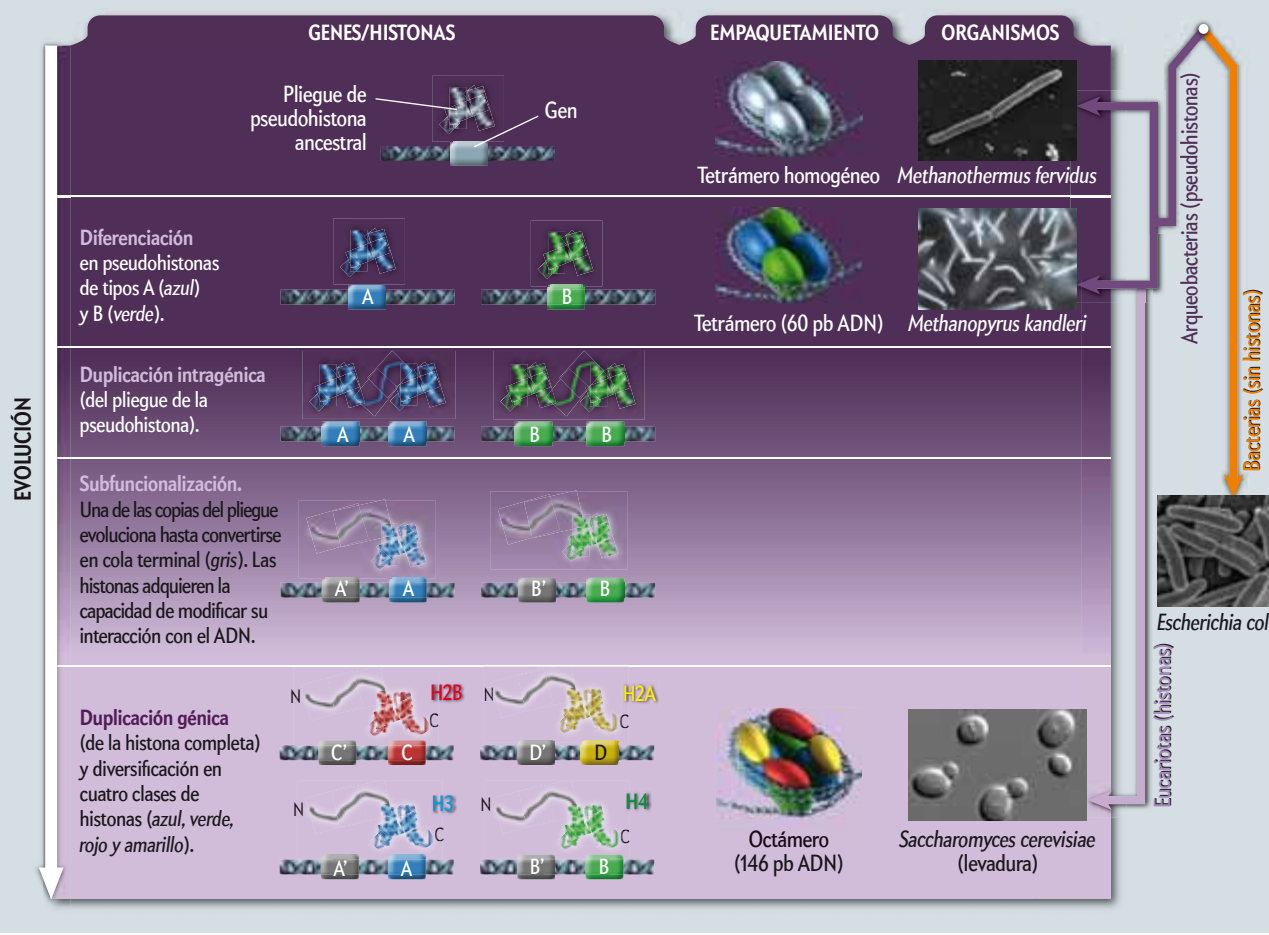 GENES/HISTONAS
EMPAQUETAMIENTO
ORGANISMOS
EVOLUCIÓN
Pliegue de
pseudohistona
ancestral
Gen
Tetrámero homogéneo
Methanothermus fervidus
Diferenciación
en pseudohistonas
de tipos A (azul)
y B (verde).
A
B
Tetrámero (60 pb ADN)
Methanopyrus kandleri
Duplicación intragénica
(del pliegue de la
pseudohistona).
A A
B B
Subfuncionalización.
Una de las copias del pliegue
evoluciona hasta convertirse
en cola terminal (gris). Las
histonas adquieren la
capacidad de modificar su
interacción con el ADN.
A' A
B' B
Duplicación génica
(de la histona completa)
y diversificación en
cuatro clases de
histonas (azul, verde,
rojo y amarillo).
N H2B C
C' C
N H2A C
D' D
N H3 C
A' A
N H4 C
B' B
Octámero
(146 pb ADN)
Saccharomyces cerevisiae
(levadura)
Arqueobacterias (pseudohistonas)
Bacterias (sin histonas)
Escherichia col
Eucariotas (histonas)